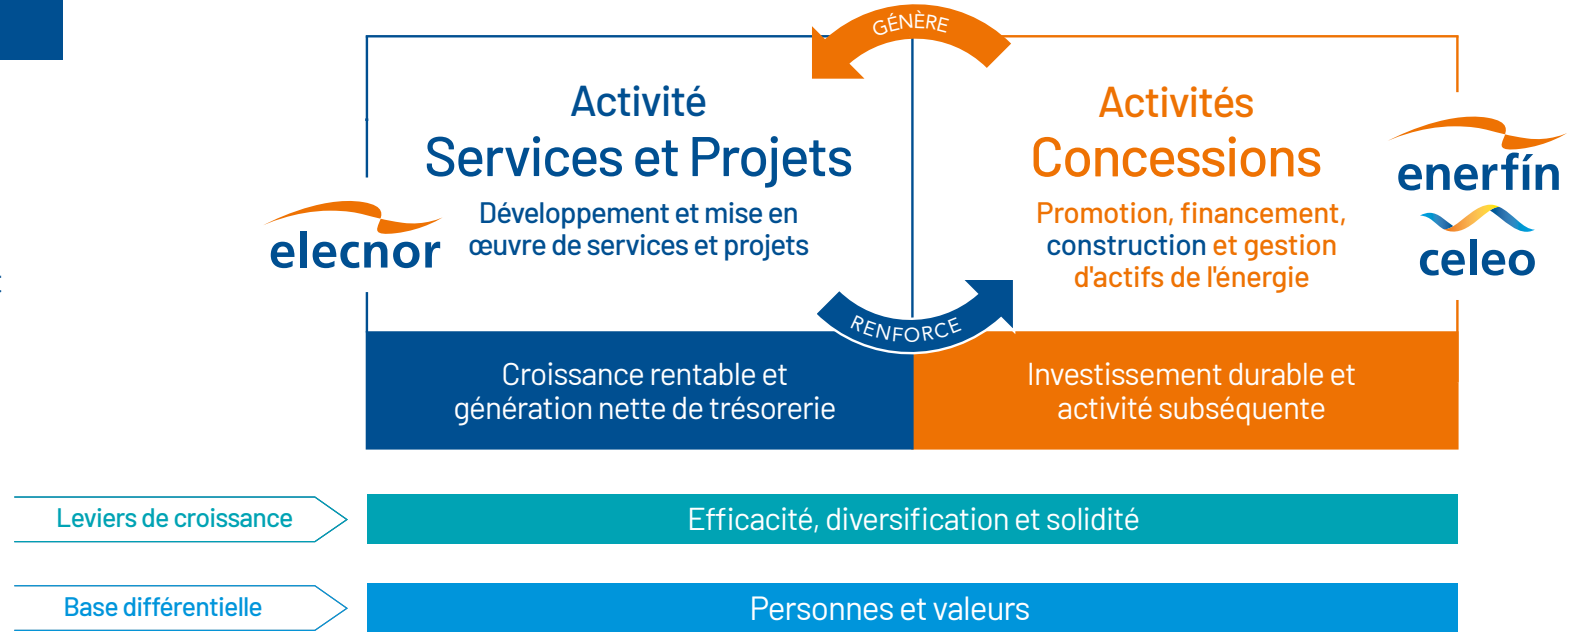 GÉNÈRE
Activité
Services et Projets
Développement et mise en
œuvre de services et projets
elecnor
Activités
Concessions
Promotion, financement,
construction et gestion
d'actifs de l'énergie
enerfín
celeo
RENFORCE
Croissance rentable et
génération nette de trésorerie
Investissement durable et
activité subséquente
Leviers de croissance
Efficacité, diversification et solidité
Base différentielle
Personnes et valeurs